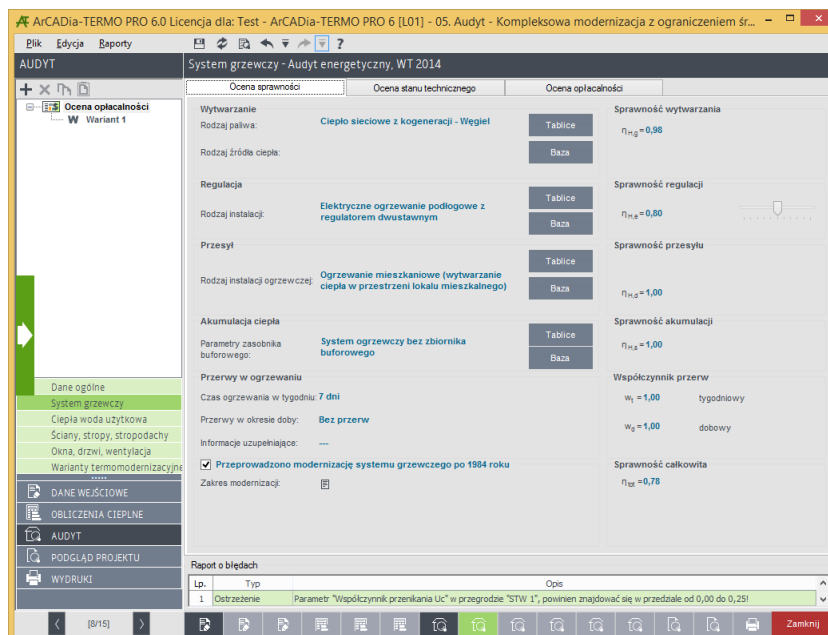 ArCADia-TERMO PRO 6.0 Licencja dla: Test - ArCADia-TERMO PRO 6 [L01] - 05. Audyt - Kompleksowa modernizacja z ograniczeniem śr...
Plik Edycja Raporty
AUDYT
System grzewczy - Audyt energetyczny, WT 2014
Ocena sprawności Ocena stanu technicznego Ocena opłacalności
Ocena opłacalności
W Wariant 1
Wytwarzanie
Rodzaj paliwa: Ciepło sieciowe z kogeneracji - Węgiel Tablice
Rodzaj źródła ciepła: Baza
Sprawność wytwarzania
η H,g = 0,98
Regulacja
Rodzaj instalacji: Elektryczne ogrzewanie podłogowe z regulatorem dwustawnym
Tablice
Baza
Sprawność regulacji
η H,e = 0,80
Przesył
Rodzaj instalacji ogrzewczej: Ogrzewanie mieszkaniowe (wytwarzanie ciepła w przestrzeni lokalu mieszkalnego)
Tablice
Baza
Sprawność przesyłu
η H,d = 1,00
Akumulacja ciepła
Parametry zasobnika buforowego: System ogrzewczy bez zbiornika buforowego
Tablice
Baza
Sprawność akumulacji
η H,s = 1,00
Przerwy w ogrzewaniu
Czas ogrzewania w tygodniu: 7 dni
Przerwy w okresie doby: Bez przerw
Informacje uzupełniające: ---
Współczynnik przerw
w t = 1,00 tygodniowy
w d = 1,00 dobowy
Przeprowadzono modernizację systemu grzewczego po 1984 roku
Zakres modernizacji:
Sprawność całkowita
η tot = 0,78
Dane ogólne
System grzewczy
Ciepła woda użytkowa
Ściany, stropy, stropodachy
Okna, drzwi, wentylacja
Warianty termomodernizacyjne
DANE WEJŚCIOWE
OBLICZENIA CIEPLNE
AUDYT
PODGLĄD PROJEKTU
WYDRUKI
Raport o błędach
Lp. Typ Opis
1 Ostrzeżenie Parametr "Współczynnik przenikania Uc" w przegrodzie "STW 1", powinien znajdować się w przedziale od 0,00 do 0,25!
[8/15]
Zamknij